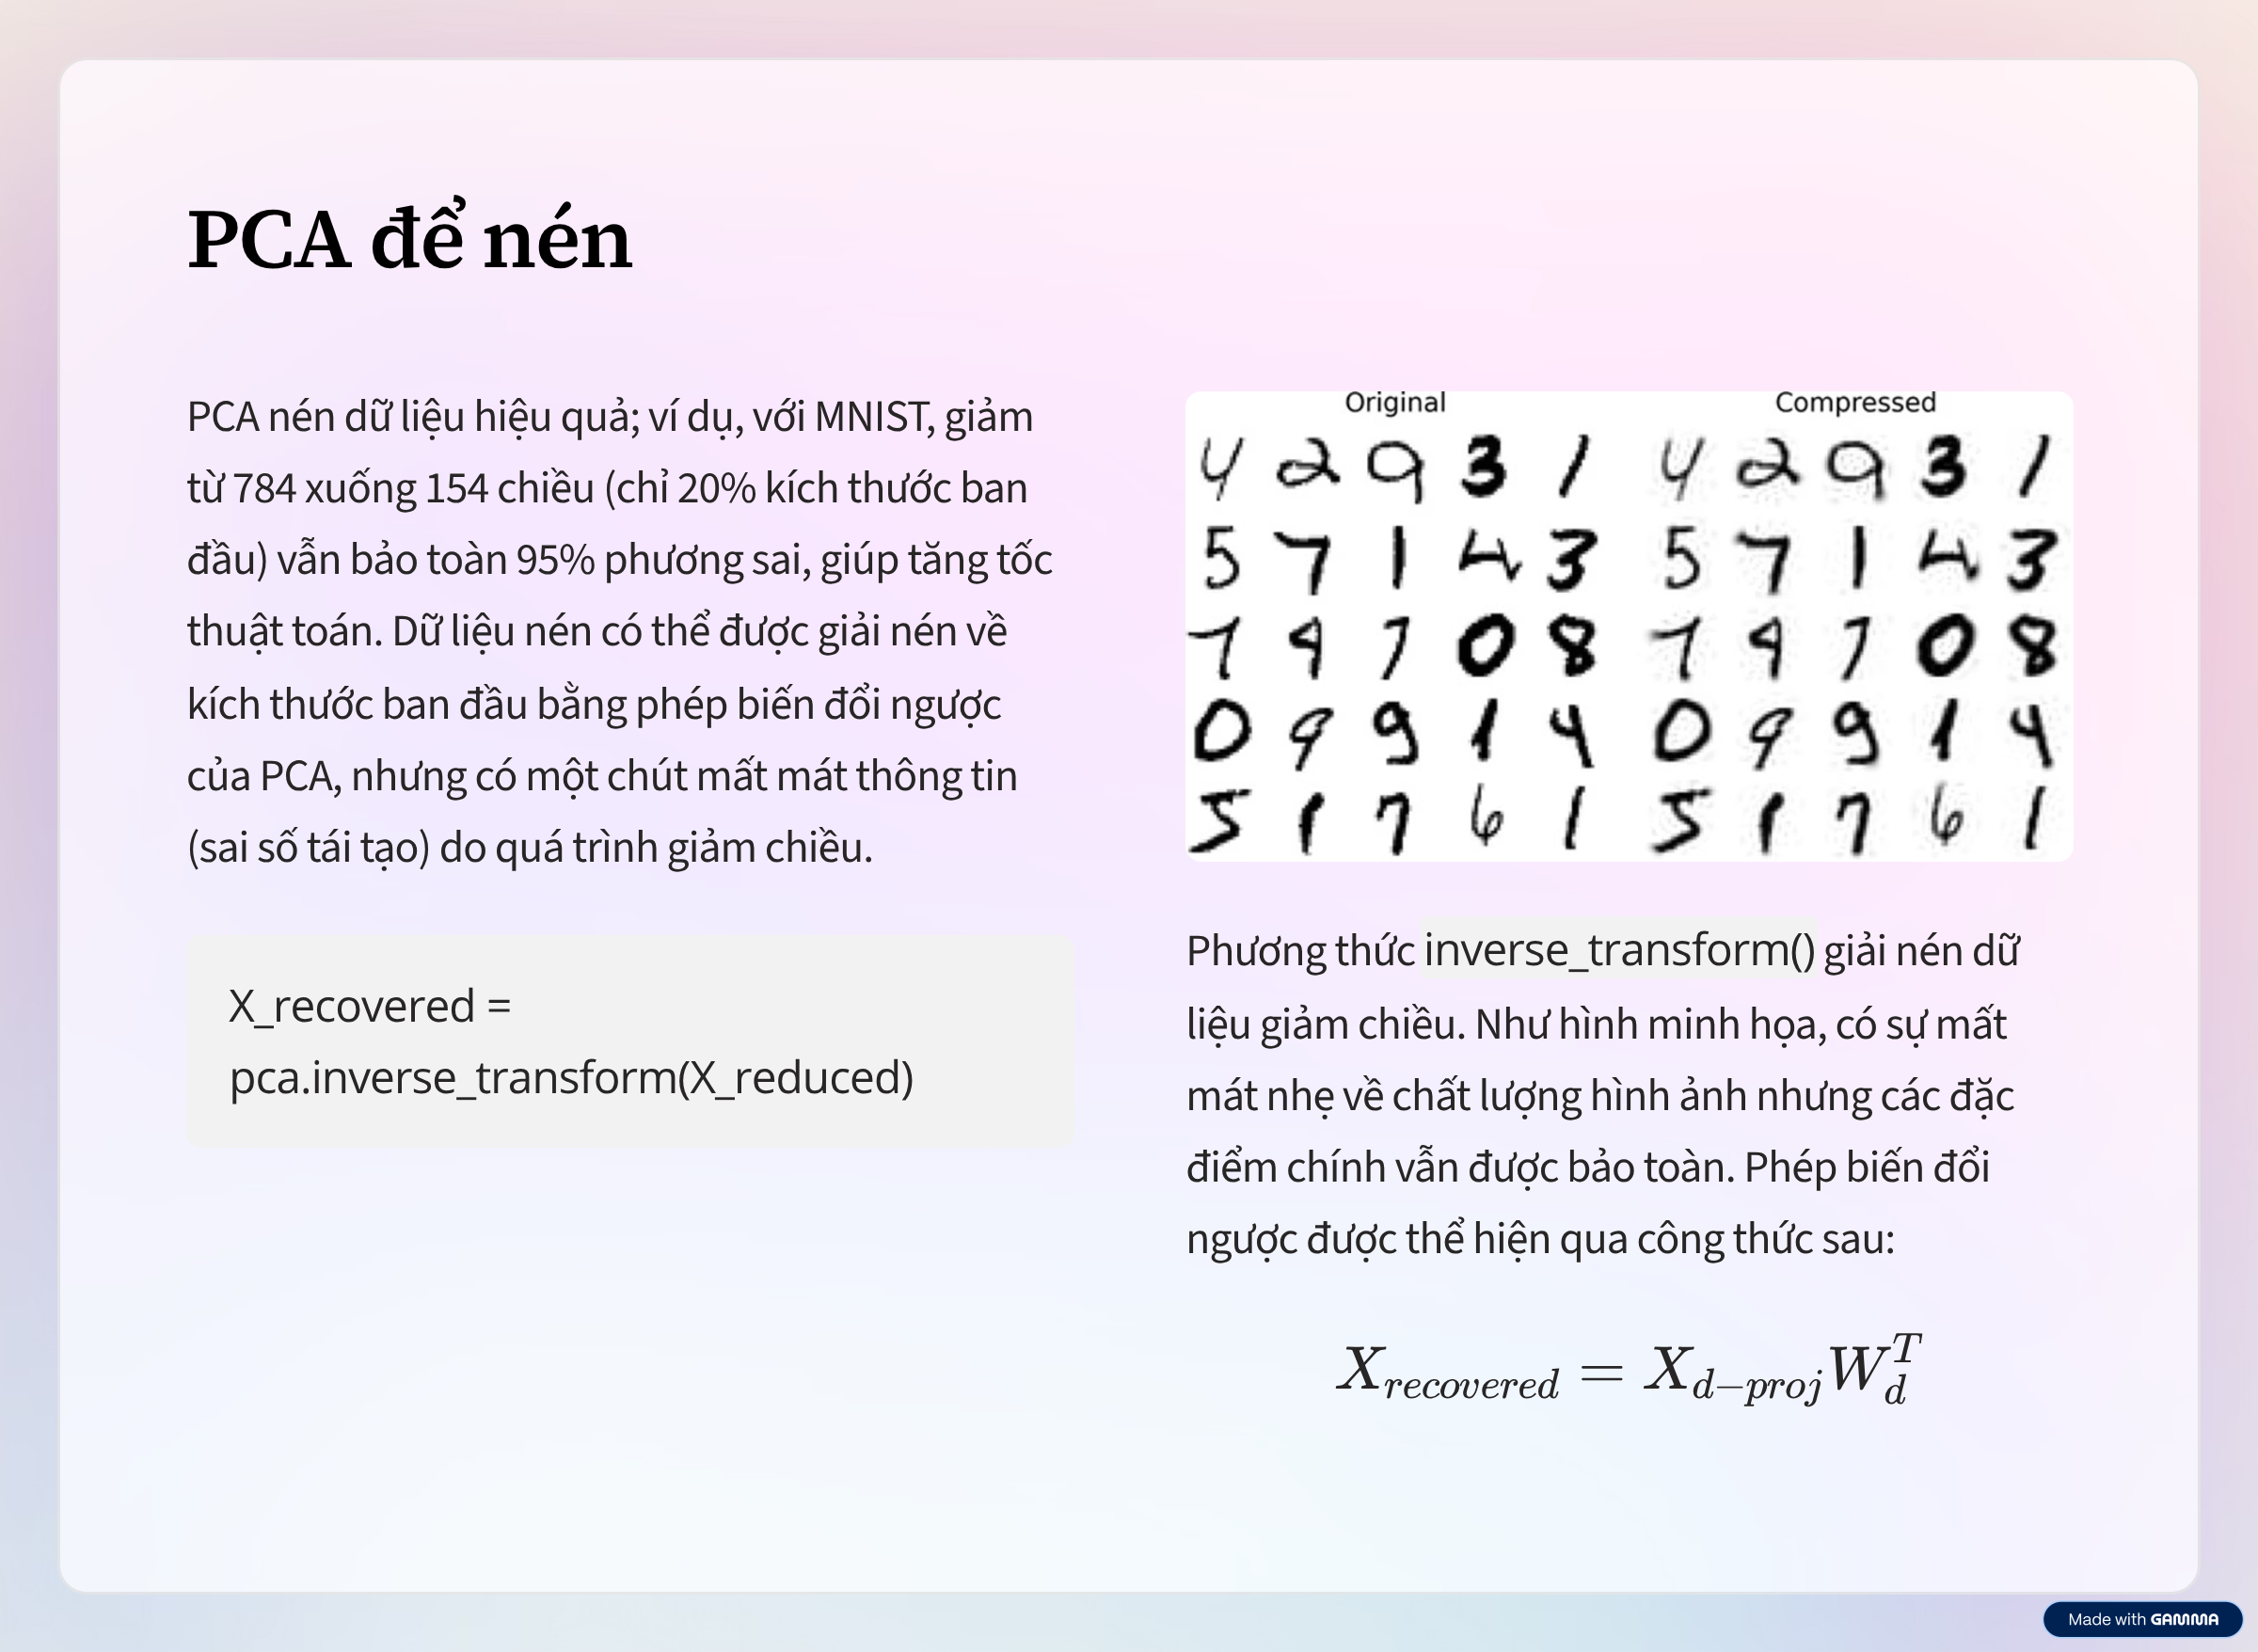 PCA để nén
PCA nén dữ liệu hiệu quả; ví dụ, với MNIST, giảm
từ 784 xuống 154 chiều (chỉ 20% kích thước ban
đầu) vẫn bảo toàn 95% phương sai, giúp tăng tốc
thuật toán. Dữ liệu nén có thể được giải nén về
kích thước ban đầu bằng phép biến đổi ngược
của PCA, nhưng có một chút mất mát thông tin
(sai số tái tạo) do quá trình giảm chiều.
X_recovered =
pca.inverse_transform(X_reduced)
Original Compressed
4 2 9 3 1 4 2 9 3 1
5 7 1 4 3 5 7 1 4 3
7 9 7 0 8 7 9 7 0 8
0 9 9 1 4 0 9 9 1 4
5 1 7 6 1 5 1 7 6 1
Phương thức inverse_transform() giải nén dữ
liệu giảm chiều. Như hình minh họa, có sự mất
mát nhẹ về chất lượng hình ảnh nhưng các đặc
điểm chính vẫn được bảo toàn. Phép biến đổi
ngược được thể hiện qua công thức sau:
X_{recovered} = X_{d-proj} W_d^T
Made with GAMMA